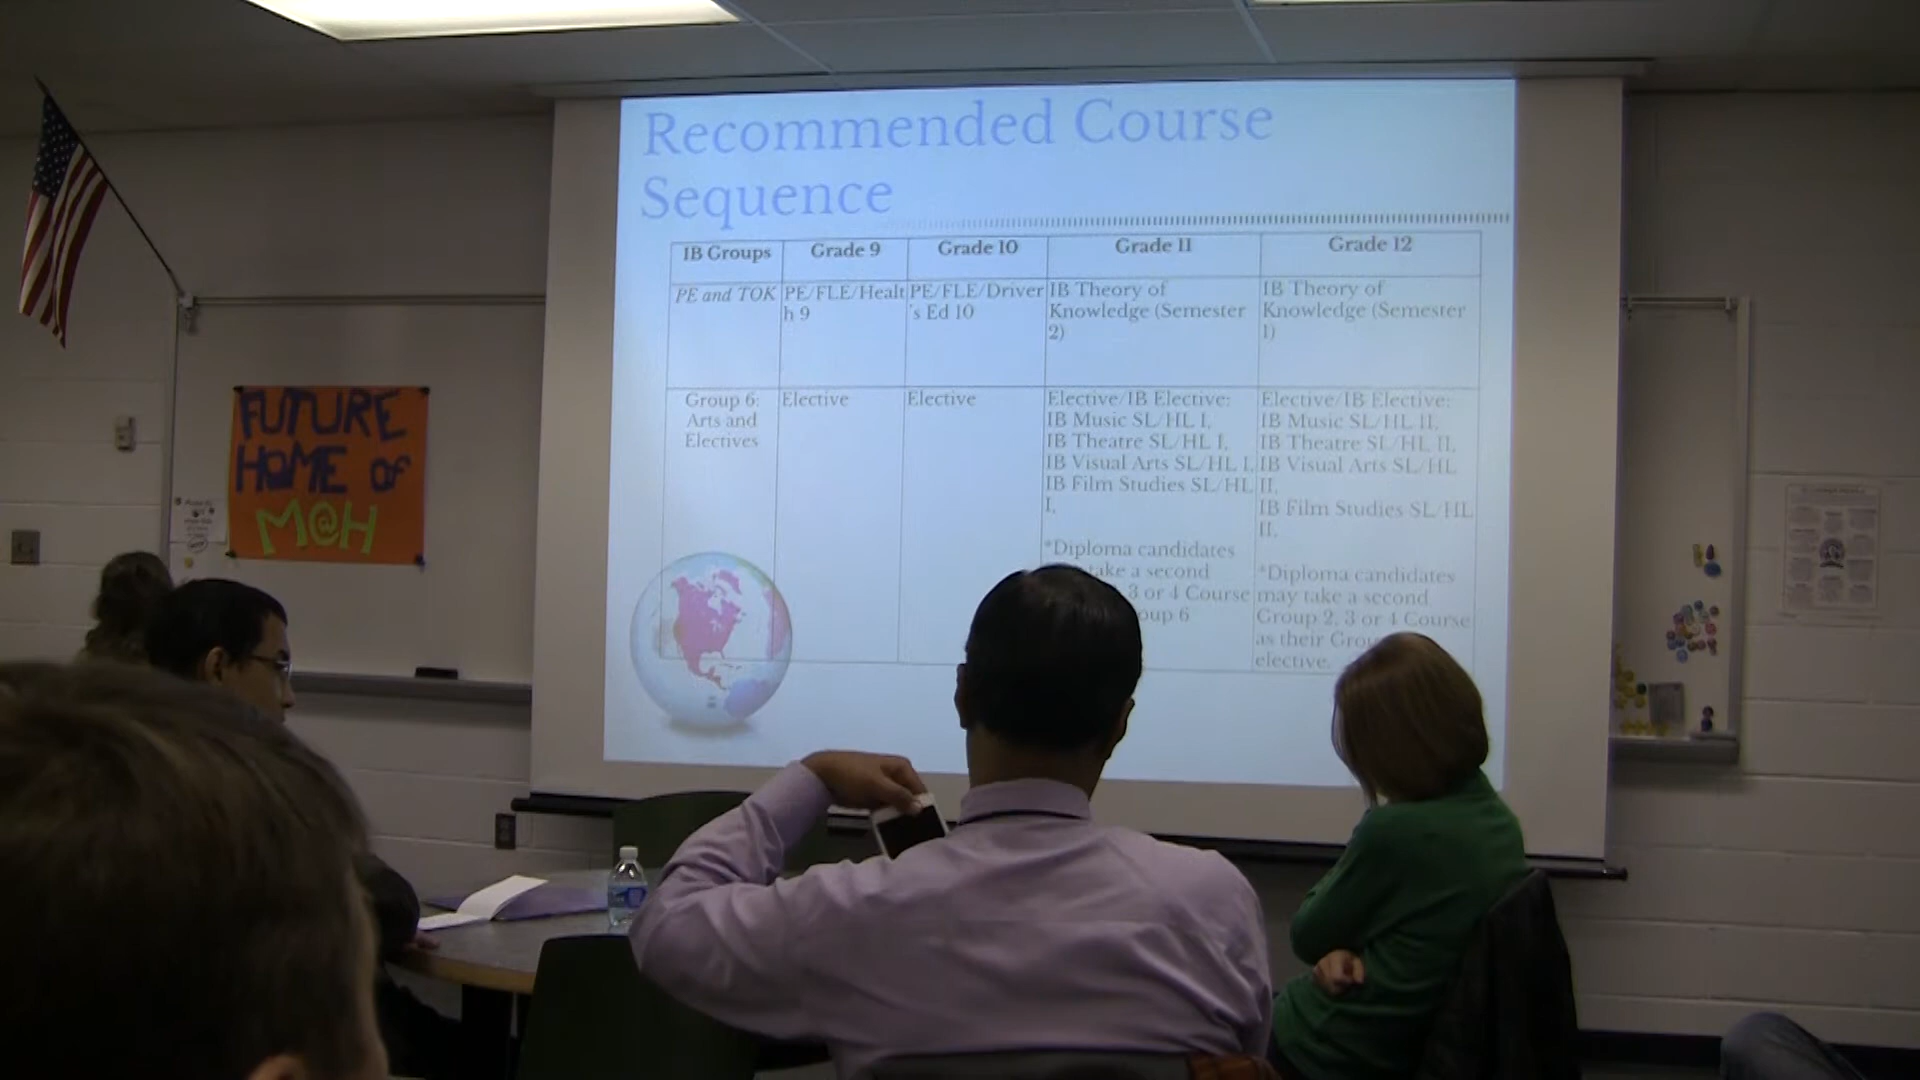 Recommended Course
Sequence
IB Groups
Grade 9
Grade 10
Grade 11
Grade 12
PE and TOK
PE/FLE/Healt
h 9
PE/FLE/Driver
's Ed 10
IB Theory of
Knowledge (Semester
2)
IB Theory of
Knowledge (Semester
1)
Group 6:
Arts and
Electives
Elective
Elective
Elective/IB Elective:
IB Music SL/HL I,
IB Theatre SL/HL I,
IB Visual Arts SL/HL I,
IB Film Studies SL/HL
I,
*Diploma candidates
take a second
3 or 4 Course
oup 6
Elective/IB Elective:
IB Music SL/HL II,
IB Theatre SL/HL II,
IB Visual Arts SL/HL
II,
IB Film Studies SL/HL
II,
*Diploma candidates
may take a second
Group 2, 3 or 4 Course
as their Grou
elective.
FUTURE
HOME OF
M@H